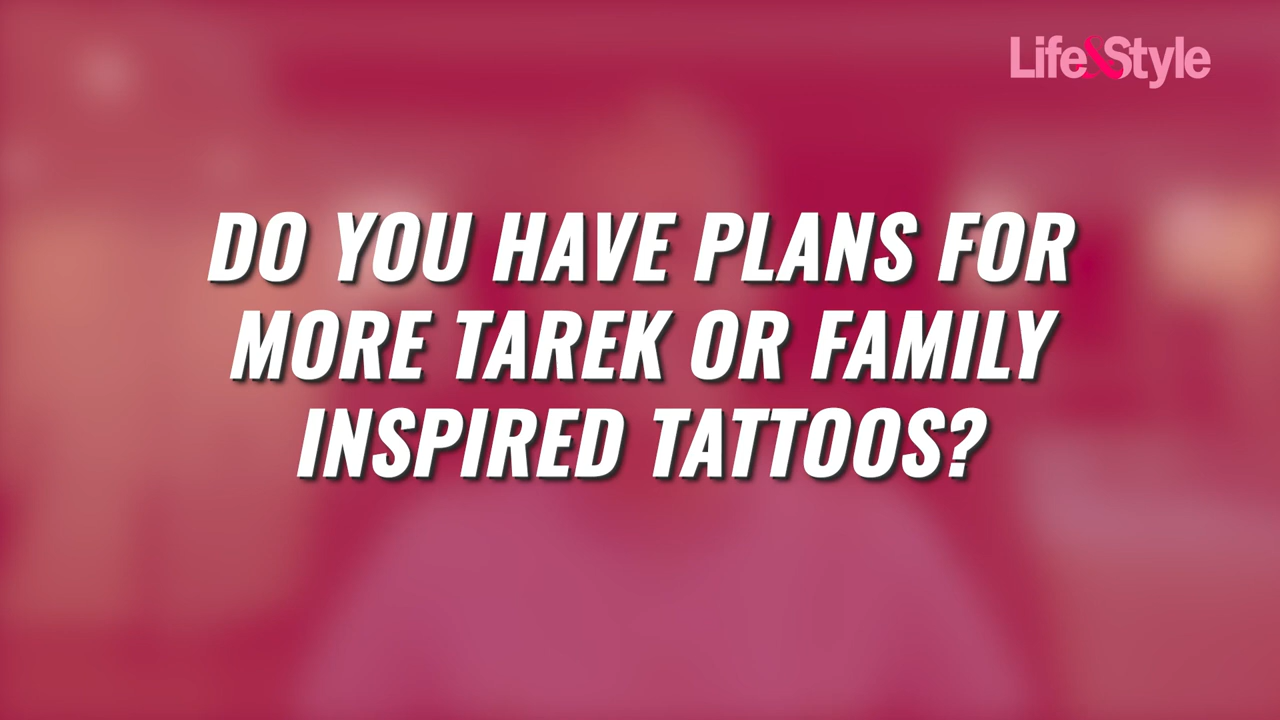 Life&Style
DO YOU HAVE PLANS FOR
MORE TAREK OR FAMILY
INSPIRED TATTOOS?